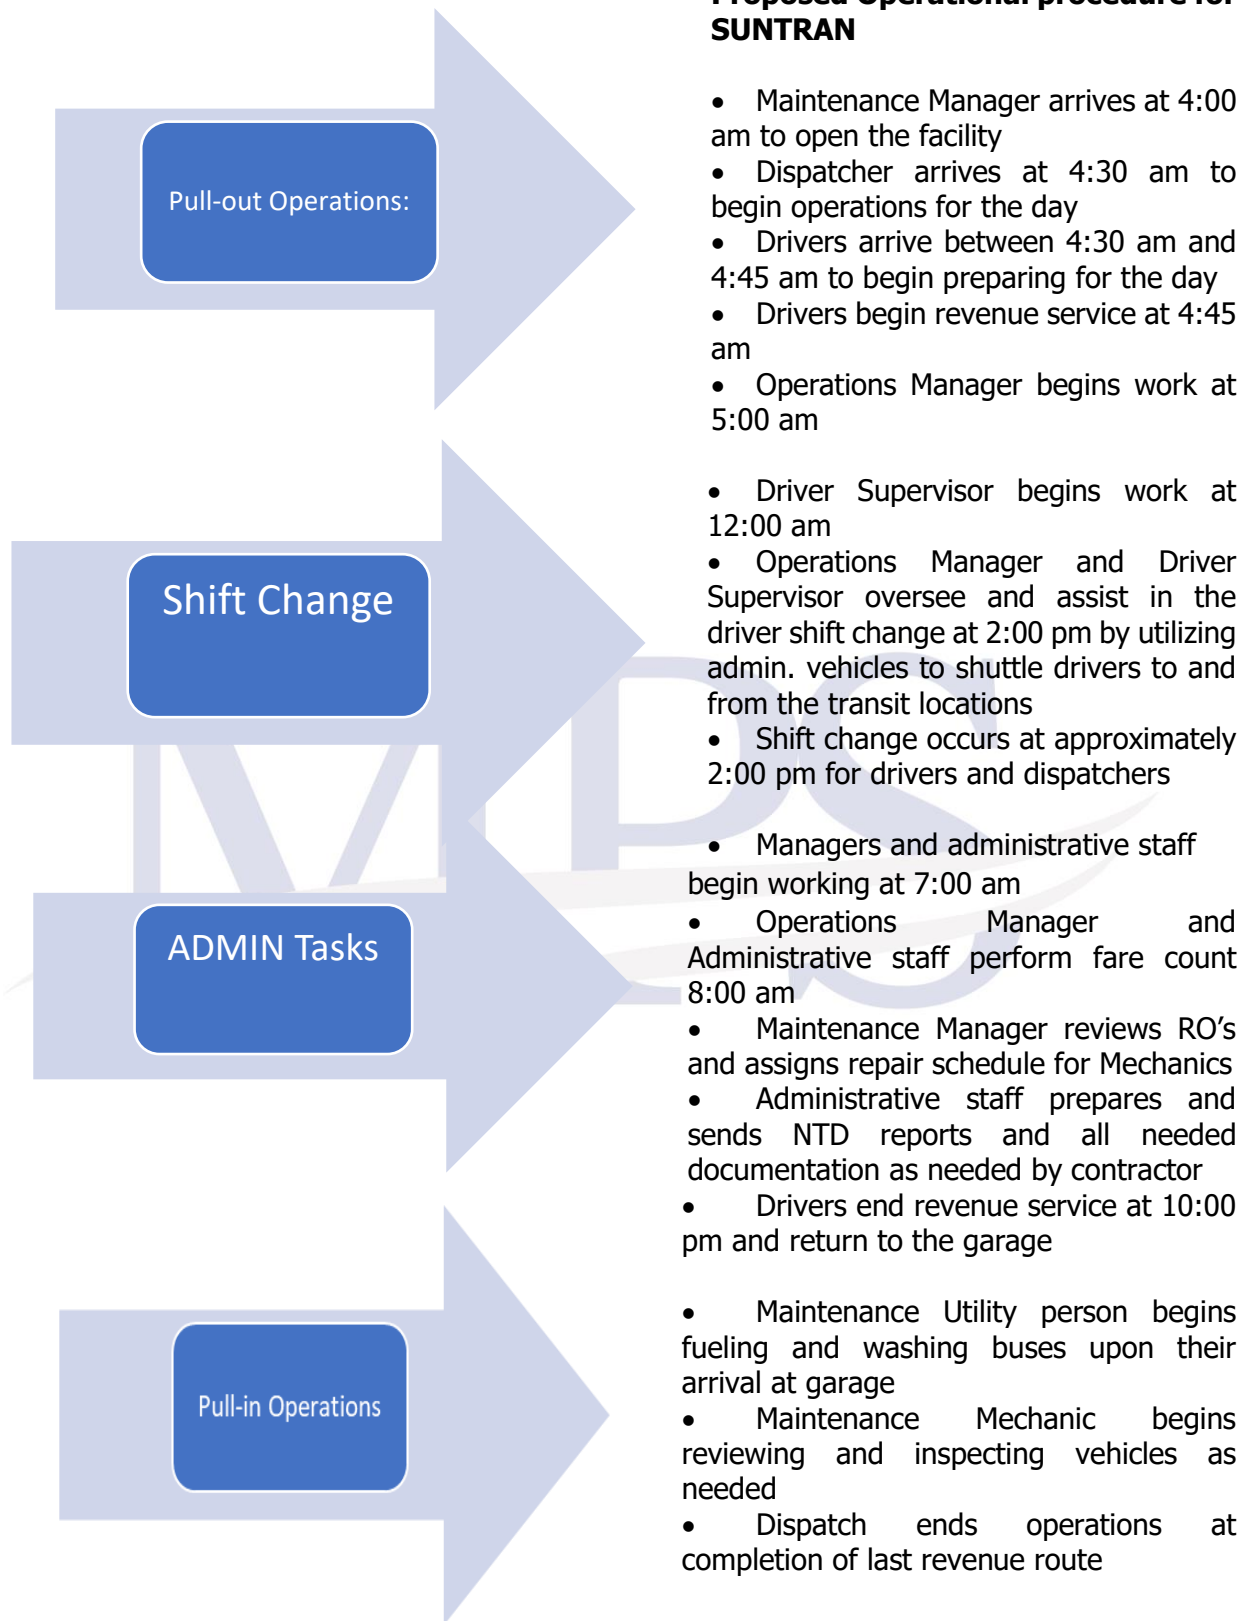 Proposed Operational procedure for
SUNTRAN
Pull-out Operations:
• Maintenance Manager arrives at 4:00
am to open the facility
• Dispatcher arrives at 4:30 am to
begin operations for the day
• Drivers arrive between 4:30 am and
4:45 am to begin preparing for the day
• Drivers begin revenue service at 4:45
am
• Operations Manager begins work at
5:00 am
Shift Change
• Driver Supervisor begins work at
12:00 am
• Operations Manager and Driver
Supervisor oversee and assist in the
driver shift change at 2:00 pm by utilizing
admin. vehicles to shuttle drivers to and
from the transit locations
• Shift change occurs at approximately
2:00 pm for drivers and dispatchers
ADMIN Tasks
• Managers and administrative staff
begin working at 7:00 am
• Operations Manager and
Administrative staff perform fare count
8:00 am
• Maintenance Manager reviews RO’s
and assigns repair schedule for Mechanics
• Administrative staff prepares and
sends NTD reports and all needed
documentation as needed by contractor
• Drivers end revenue service at 10:00
pm and return to the garage
Pull-in Operations
• Maintenance Utility person begins
fueling and washing buses upon their
arrival at garage
• Maintenance Mechanic begins
reviewing and inspecting vehicles as
needed
• Dispatch ends operations at
completion of last revenue route
MPS